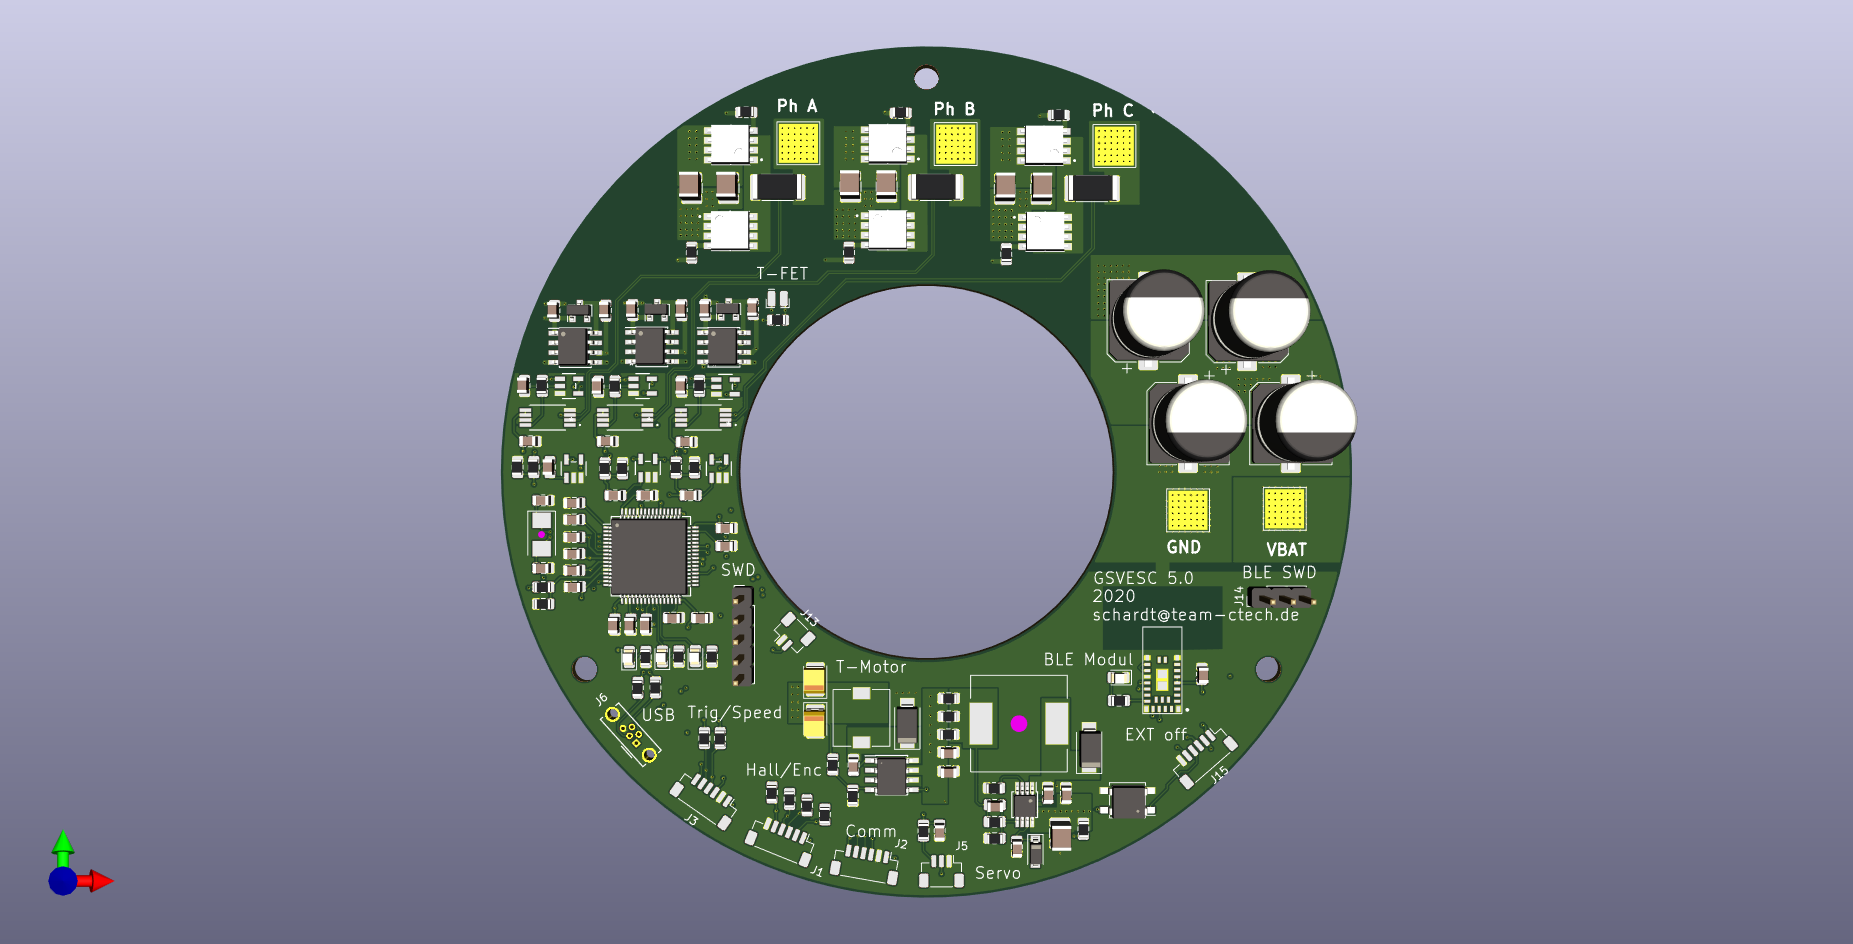 Ph A
Ph B
Ph C
T-FET
+
+
+
+
GND
VBAT
SWD
BLE SWD
GSVESC 5.0
2020
schardt@team-ctech.de
J14
J13
T-Motor
BLE Modul
J6
USB
Trig/Speed
EXT off
Hall/Enc
J15
J3
Comm
J2
J5
J1
Servo